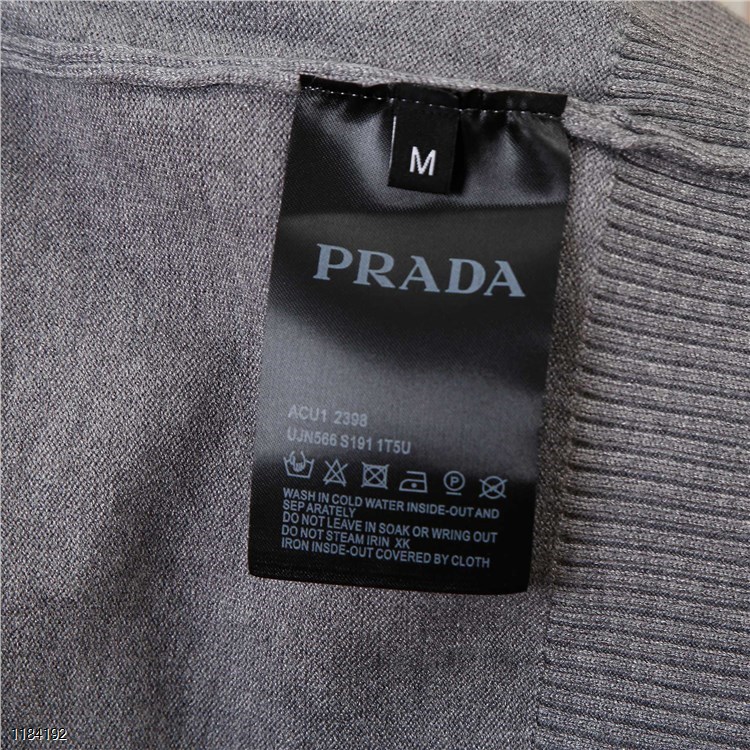 M
PRADA
ACU1 2398
UJN566 S191 1T5U
P
WASH IN COLD WATER INSIDE-OUT AND
SEP ARATELY
DO NOT LEAVE IN SOAK OR WRING OUT
DO NOT STEAM IRIN XK
IRON INSDE-OUT COVERED BY CLOTH
1184192